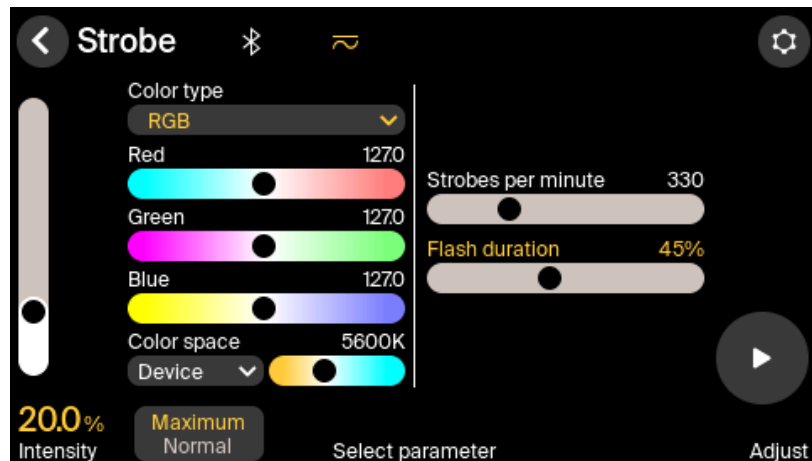 Strobe
Color type
RGB
Red 127.0
Green 127.0
Blue 127.0
Color space 5600K
Device
Strobes per minute 330
Flash duration 45%
20.0%
Intensity
Maximum
Normal
Select parameter
Adjust